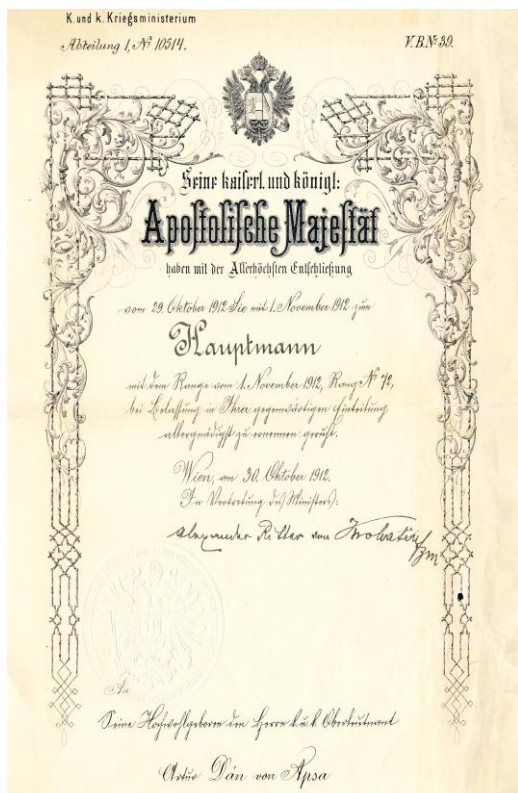 K. und k. Kriegsministerium
Abteilung 1, № 10514.
V. B. № 39.
Seine kaiserl. und königl:
Apostolische Majestät
haben mit der Allerhöchsten Entschließung
vom 29. Oktober 1912 Sie mit 1. November 1912 zum
Hauptmann
mit dem Range vom 1. November 1912, Rang № 72,
bei Belassung in Ihrer gegenwärtigen Einteilung
allergnädigst zu ernennen geruht.
Wien, am 30. Oktober 1912.
In Vertretung des Ministers:
Alexander Ritter von Krobatin
An
Seine Hochwohlgeboren den Herrn k. u. k. Oberleutnant
Artur Dán von Apsa